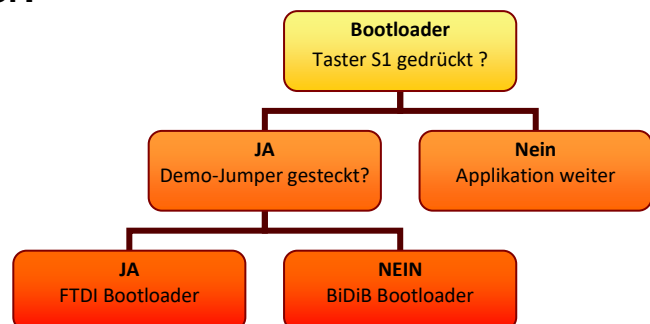 Bootloader
Taster S1 gedrückt ?
JA
Demo-Jumper gesteckt?
Nein
Applikation weiter
JA
FTDI Bootloader
NEIN
BiDiB Bootloader